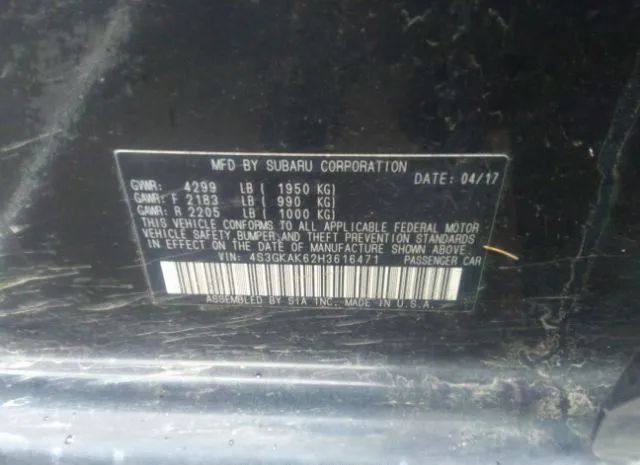 MFD BY SUBARU CORPORATION DATE: 04/17
GVWR: 4299 LB ( 1950 KG)
GAWR: F 2183 LB ( 990 KG)
GAWR: R 2205 LB ( 1000 KG)
THIS VEHICLE CONFORMS TO ALL APPLICABLE FEDERAL MOTOR
VEHICLE SAFETY, BUMPER, AND THEFT PREVENTION STANDARDS
IN EFFECT ON THE DATE OF MANUFACTURE SHOWN ABOVE.
VIN: 4S3GKAK62H3616471 PASSENGER CAR
ASSEMBLED BY SIA INC. MADE IN U.S.A.